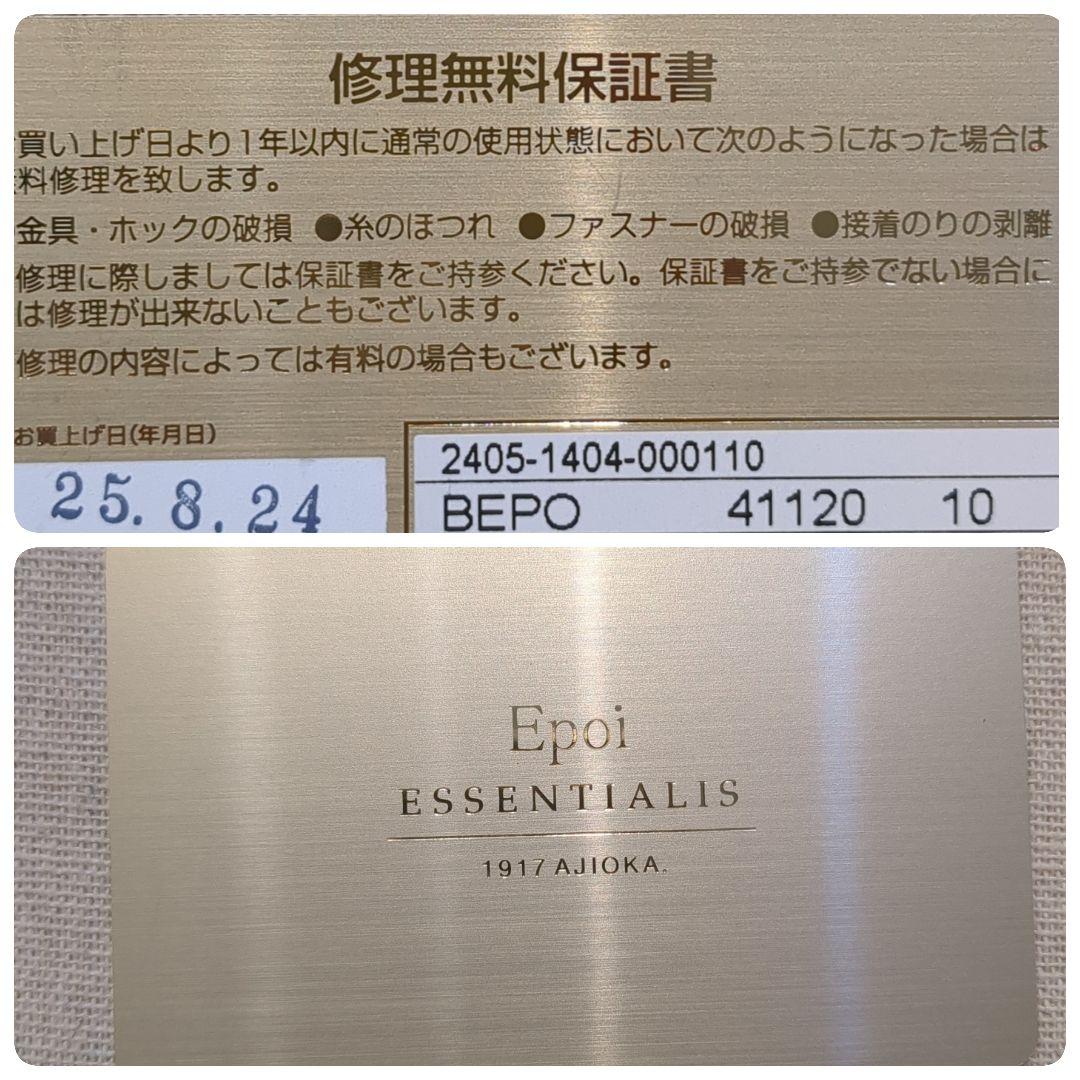 修理無料保証書
買い上げ日より1年以内に通常の使用状態において次のようになった場合は
料修理を致します。
金具・ホックの破損 ●糸のほつれ ●ファスナーの破損 ●接着のりの剥離
修理に際しましては保証書をご持参ください。保証書をご持参でない場合に
は修理が出来ないこともございます。
修理の内容によっては有料の場合もございます。
お買上げ日(年月日)
25.8.24
2405-1404-000110
BEPO 41120 10
Epoi
ESSENTIALIS
1917 AJIOKA.